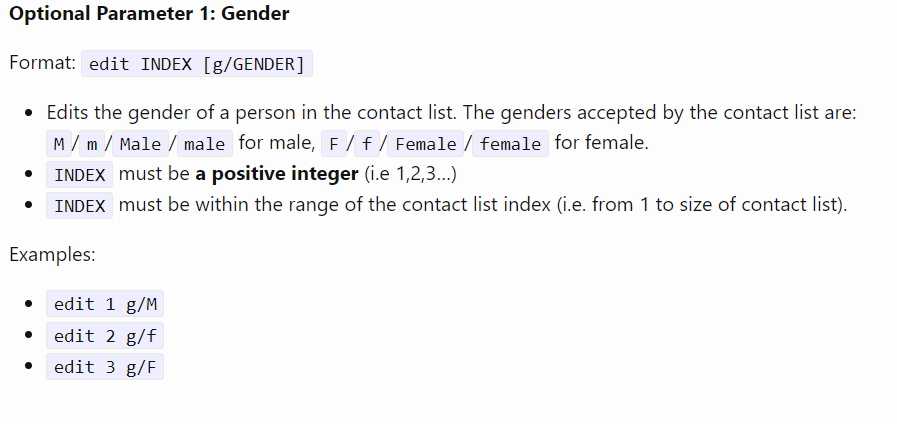 Optional Parameter 1: Gender
Format: edit INDEX [g/GENDER]
Edits the gender of a person in the contact list. The genders accepted by the contact list are:
M / m / Male / male for male, F / f / Female / female for female.
INDEX must be a positive integer (i.e 1,2,3…)
INDEX must be within the range of the contact list index (i.e. from 1 to size of contact list).
Examples:
edit 1 g/M
edit 2 g/f
edit 3 g/F